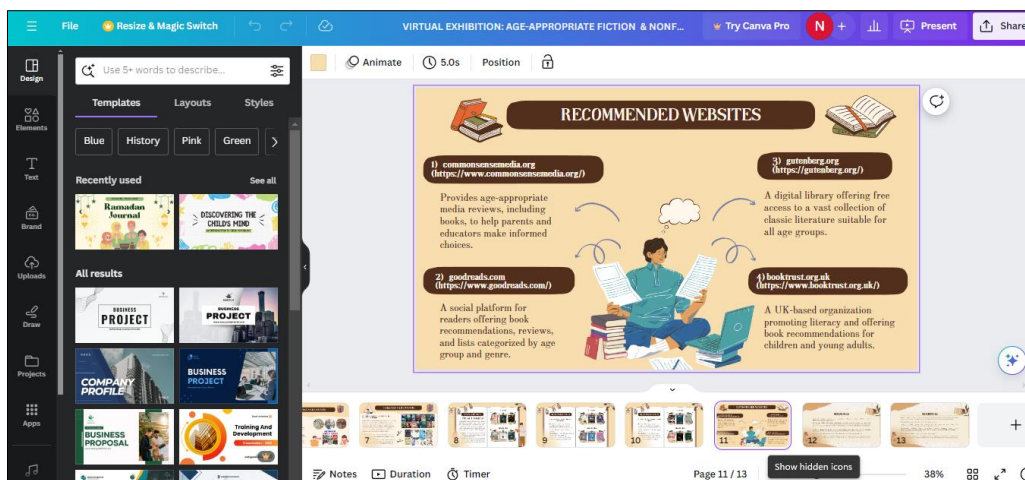 File
Resize & Magic Switch
VIRTUAL EXHIBITION: AGE-APPROPRIATE FICTION & NONF...
Try Canva Pro
N
+
Present
Share
Design
Elements
Text
Brand
Uploads
Draw
Projects
Apps
Use 5+ words to describe...
Templates
Layouts
Styles
Blue
History
Pink
Green
Recently used
See all
Ramadan
Journal
DISCOVERING THE
CHILD'S MIND
All results
BUSINESS
PROJECT
BUSINESS
PROJECT
COMPANY
PROFILE
BUSINESS
PROJECT
BUSINESS
PROPOSAL
Training And
Development
Animate
5.0s
Position
RECOMMENDED WEBSITES
1) commonsensemedia.org
(https://www.commonsensemedia.org/)
Provides age-appropriate
media reviews, including
books, to help parents and
educators make informed
choices.
2) goodreads.com
(https://www.goodreads.com/)
A social platform for
readers offering book
recommendations, reviews,
and lists categorized by age
group and genre.
3) gutenberg.org
(https://gutenberg.org/)
A digital library offering free
access to a vast collection of
classic literature suitable for
all age groups.
4) booktrust.org.uk
(https://www.booktrust.org.uk/)
A UK-based organization
promoting literacy and offering
book recommendations for
children and young adults.
7
8
9
10
11
12
13
Notes
Duration
Timer
Page 11 / 13
Show hidden icons
38%